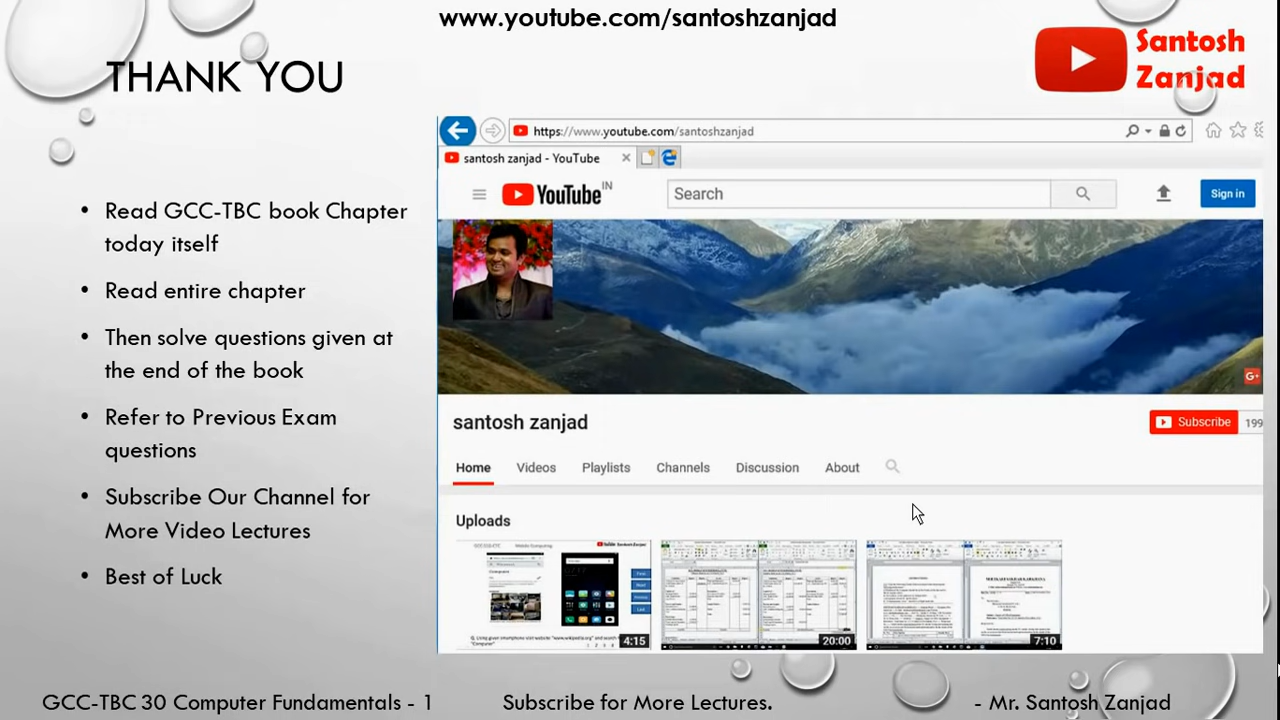 www.youtube.com/santoshzanjad
Santosh
Zanjad
THANK YOU
• Read GCC-TBC book Chapter
today itself
• Read entire chapter
• Then solve questions given at
the end of the book
• Refer to Previous Exam
questions
• Subscribe Our Channel for
More Video Lectures
• Best of Luck
https://www.youtube.com/santoshzanjad
santosh zanjad - YouTube
YouTube IN
Search
Sign in
G+
santosh zanjad
Subscribe 199
Home Videos Playlists Channels Discussion About
Uploads
4:15
20:00
7:10
GCC-TBC 30 Computer Fundamentals - 1 Subscribe for More Lectures. - Mr. Santosh Zanjad